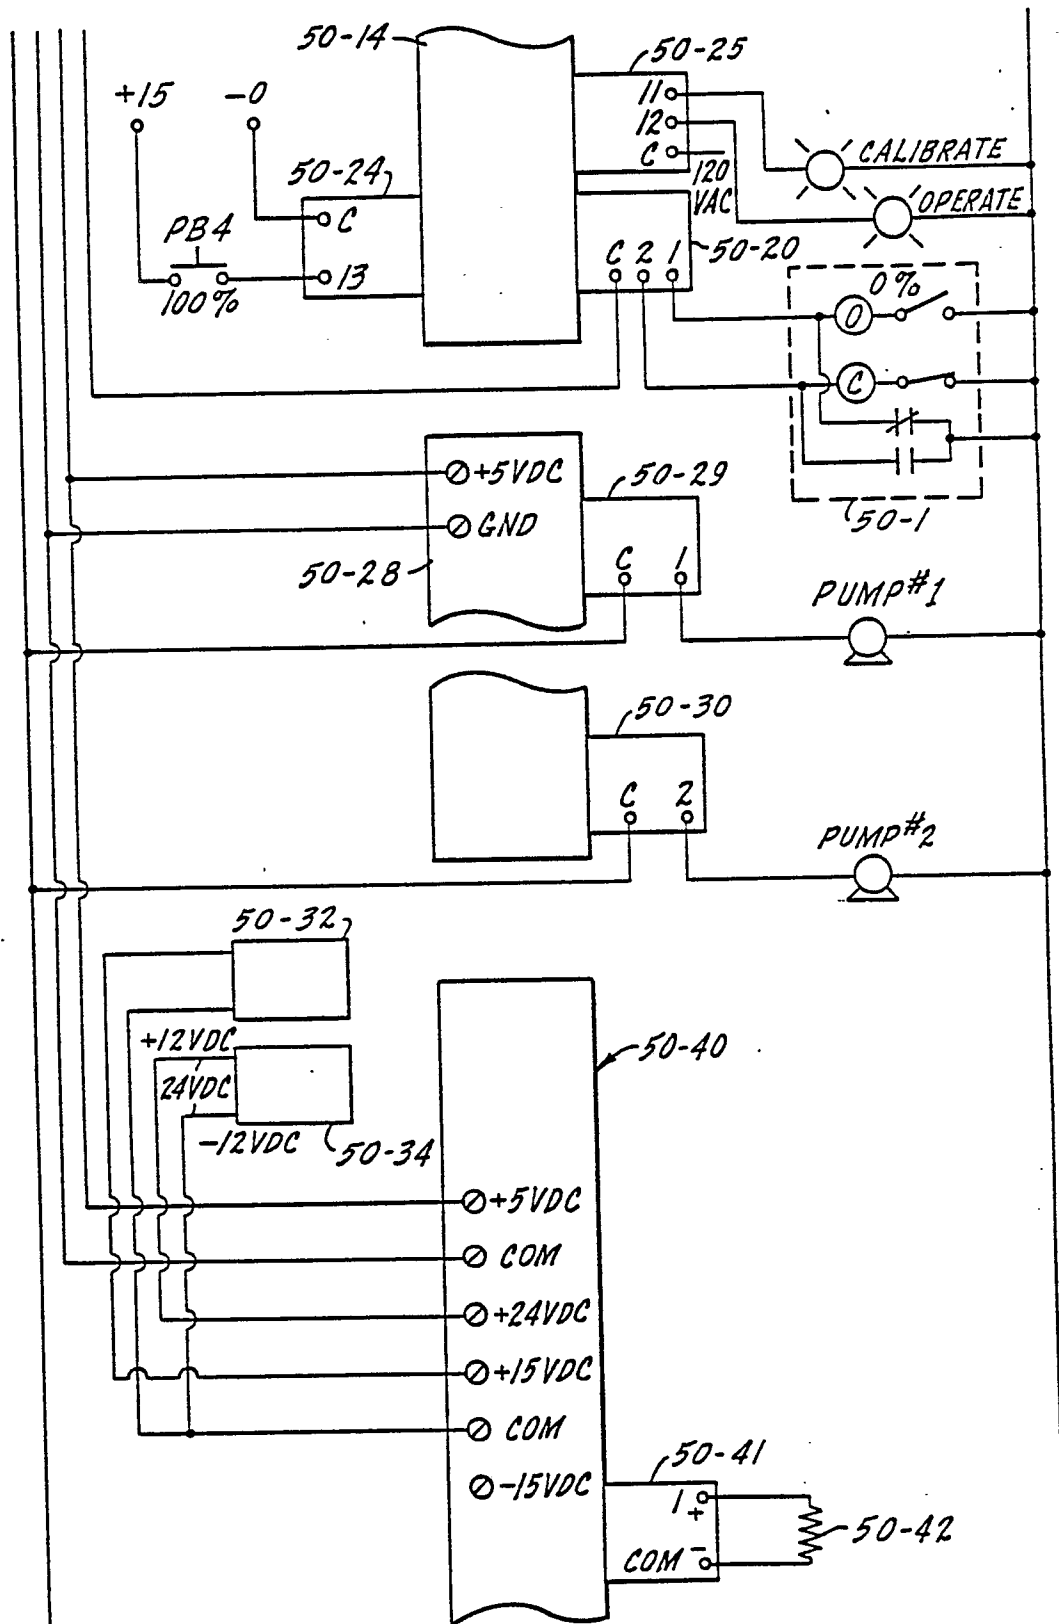 50-14
50-25
+15
-0
11
12
C
120
VAC
CALIBRATE
OPERATE
50-24
C
13
PB4
100%
50-20
C 2 1
0%
O
C
50-1
+5VDC
GND
50-28
50-29
C 1
PUMP #1
50-30
C 2
PUMP #2
50-32
+12VDC
24VDC
-12VDC
50-34
50-40
+5VDC
COM
+24VDC
+15VDC
COM
-15VDC
50-41
1 +
COM -
50-42